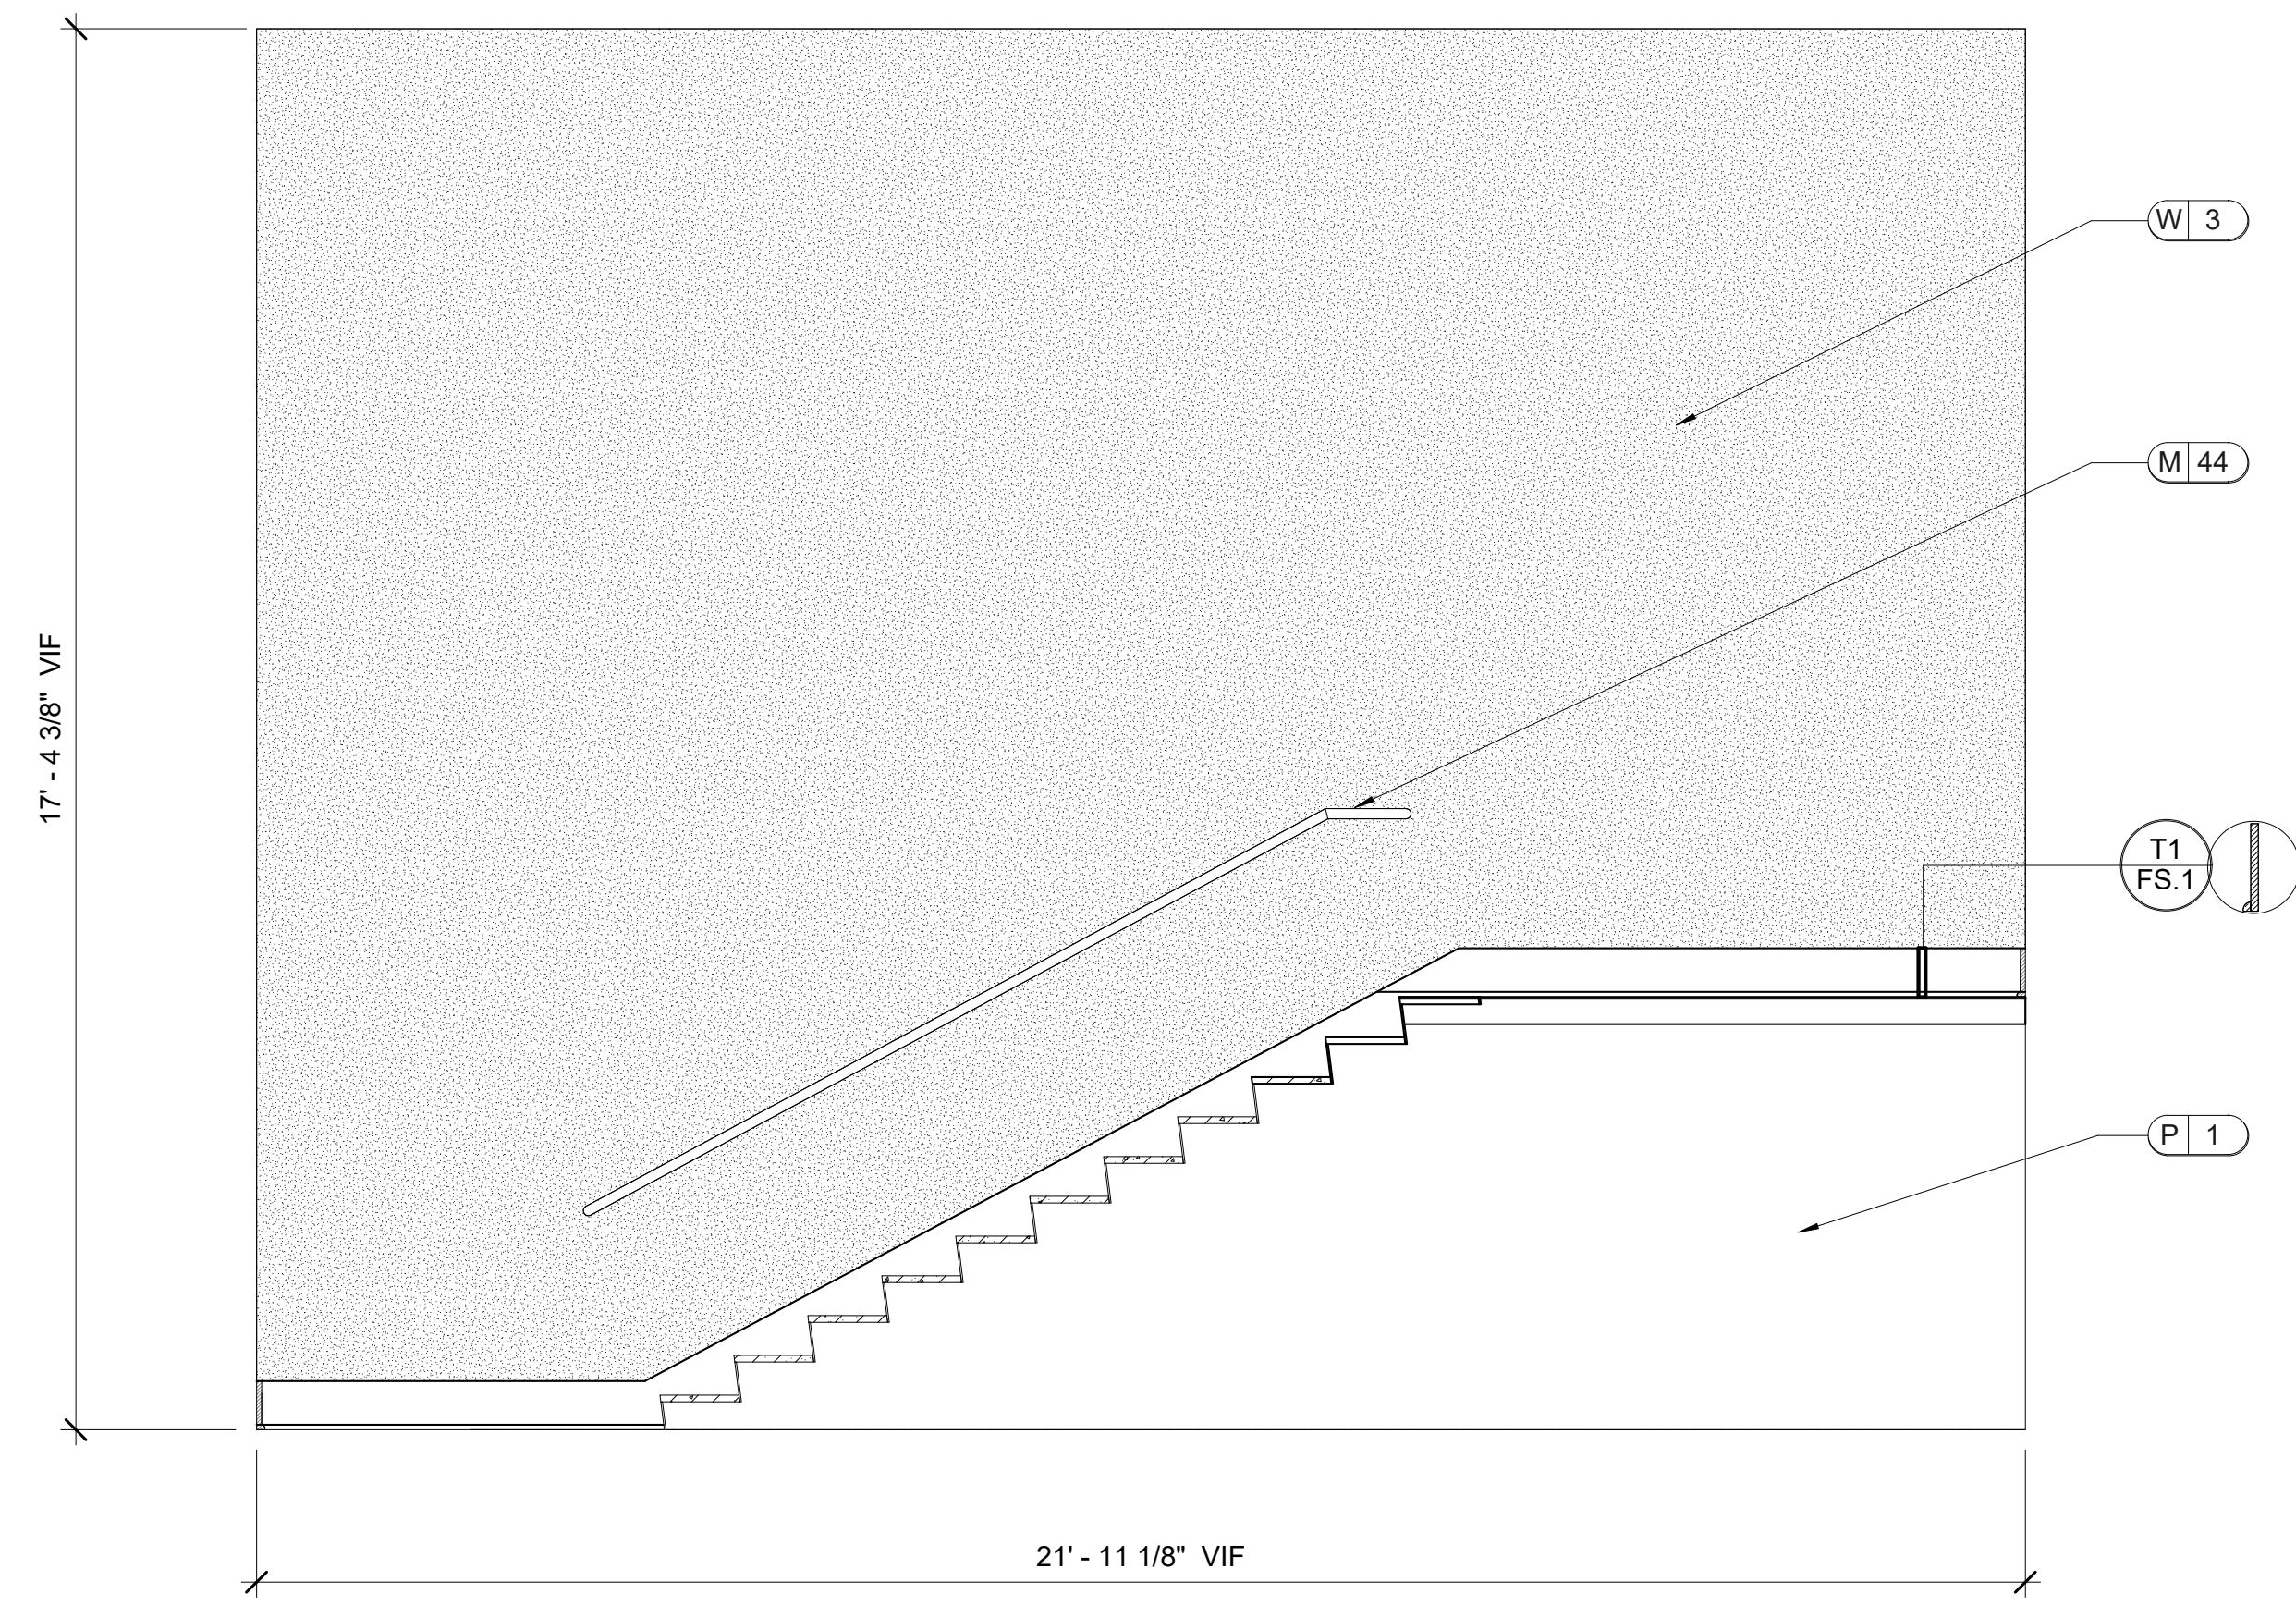 W 3
M 44
17' - 4 3/8" VIF
T1
FS.1
P 1
21' - 11 1/8" VIF